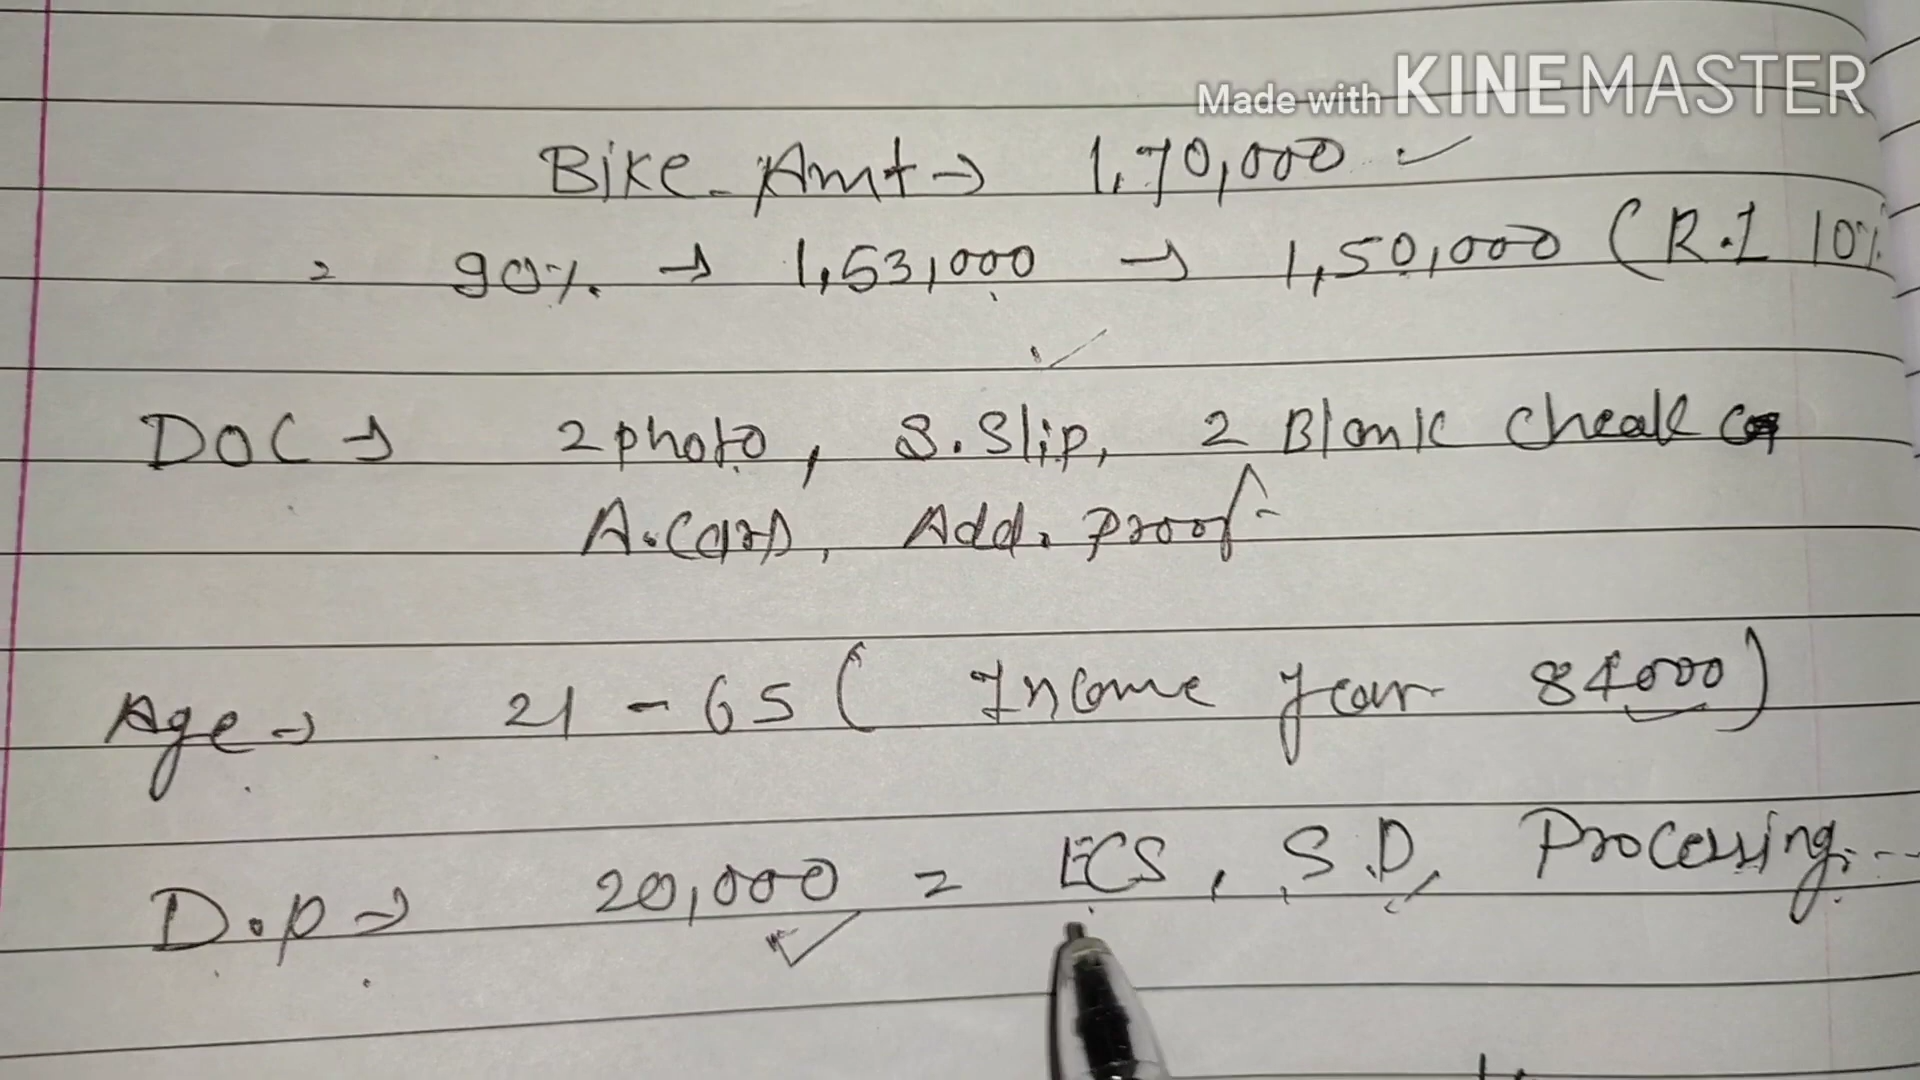 Made with KINEMASTER
Bike Amt → 1,70,000 ✓
= 90% → 1,53,000 → 1,50,000 (R.I 10%
DOC → 2 photo, S.Slip, 2 Blank Cheak
A.Card, Add. Proof
Age → 21 - 65 ( Income year 84000)
D.P → 20,000 = ECS, S.D, Processing